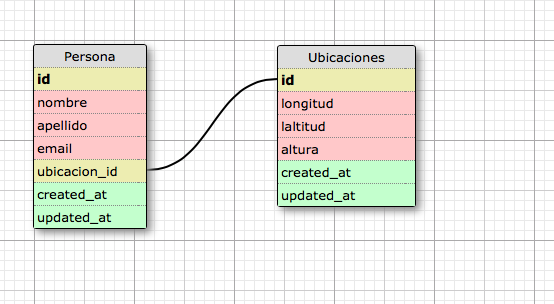 Persona
id
nombre
apellido
email
ubicacion_id
created_at
updated_at
Ubicaciones
id
longitud
laltitud
altura
created_at
updated_at